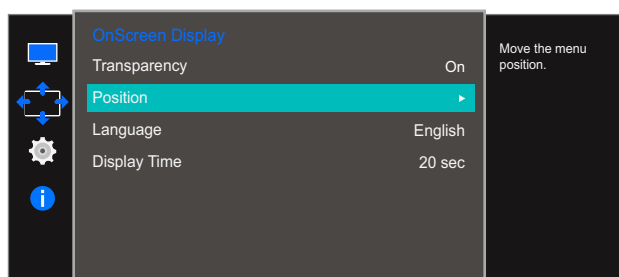 OnScreen Display
Transparency On
Position
Language English
Display Time 20 sec
Move the menu
position.